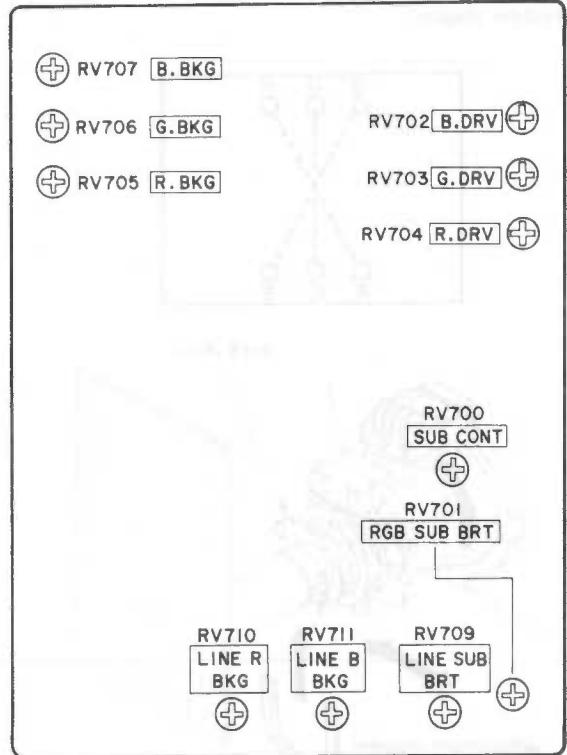 RV707 B.BKG
RV706 G.BKG
RV705 R.BKG
RV702 B.DRV
RV703 G.DRV
RV704 R.DRV
RV700
SUB CONT
RV701
RGB SUB BRT
RV710
LINE R
BKG
RV711
LINE B
BKG
RV709
LINE SUB
BRT